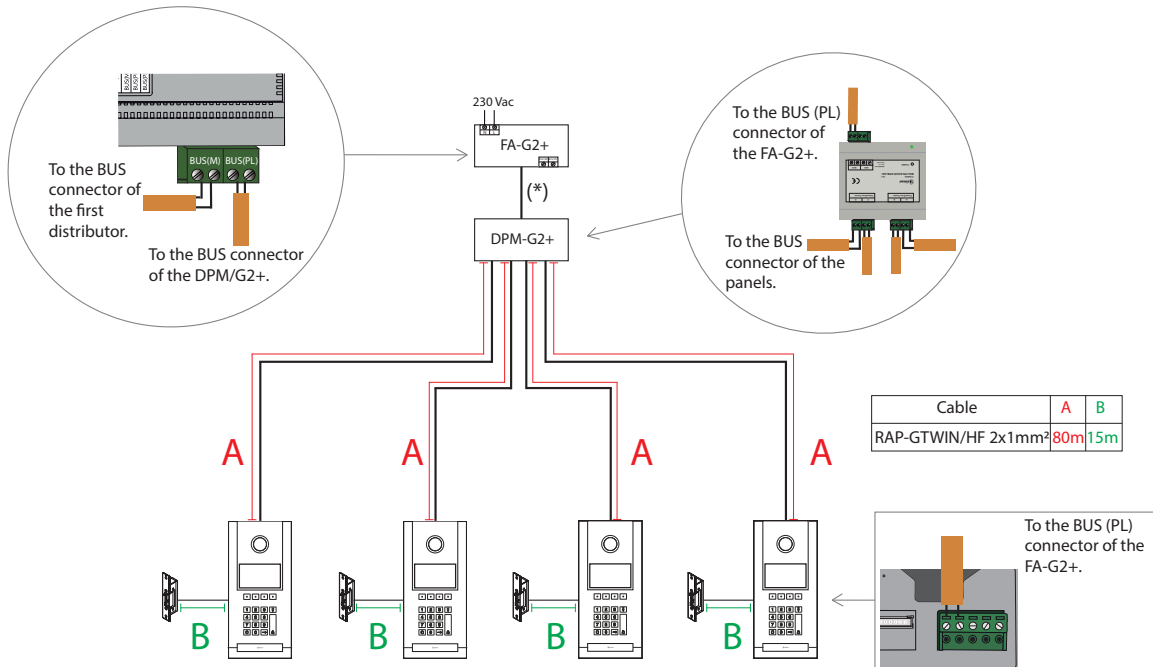 BUS(M)
BUS(PL)
To the BUS
connector of
the first
distributor.
To the BUS connector
of the DPM/G2+.
230 Vac
FA-G2+
(*)
DPM-G2+
To the BUS (PL)
connector of
the FA-G2+.
To the BUS
connector of the
panels.
A
A
A
A
Cable A B
RAP-GTWIN/HF 2x1mm² 80m 15m
B
B
B
B
To the BUS (PL)
connector of the
FA-G2+.